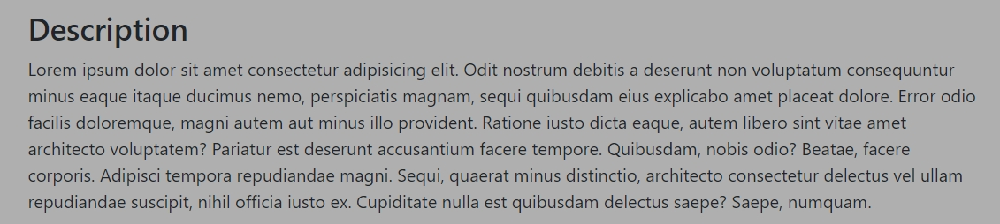 Description
Lorem ipsum dolor sit amet consectetur adipisicing elit. Odit nostrum debitis a deserunt non voluptatum consequuntur
minus eaque itaque ducimus nemo, perspiciatis magnam, sequi quibusdam eius explicabo amet placeat dolore. Error odio
facilis doloremque, magni autem aut minus illo provident. Ratione iusto dicta eaque, autem libero sint vitae amet
architecto voluptatem? Pariatur est deserunt accusantium facere tempore. Quibusdam, nobis odio? Beatae, facere
corporis. Adipisci tempora repudiandae magni. Sequi, quaerat minus distinctio, architecto consectetur delectus vel ullam
repudiandae suscipit, nihil officia iusto ex. Cupiditate nulla est quibusdam delectus saepe? Saepe, numquam.